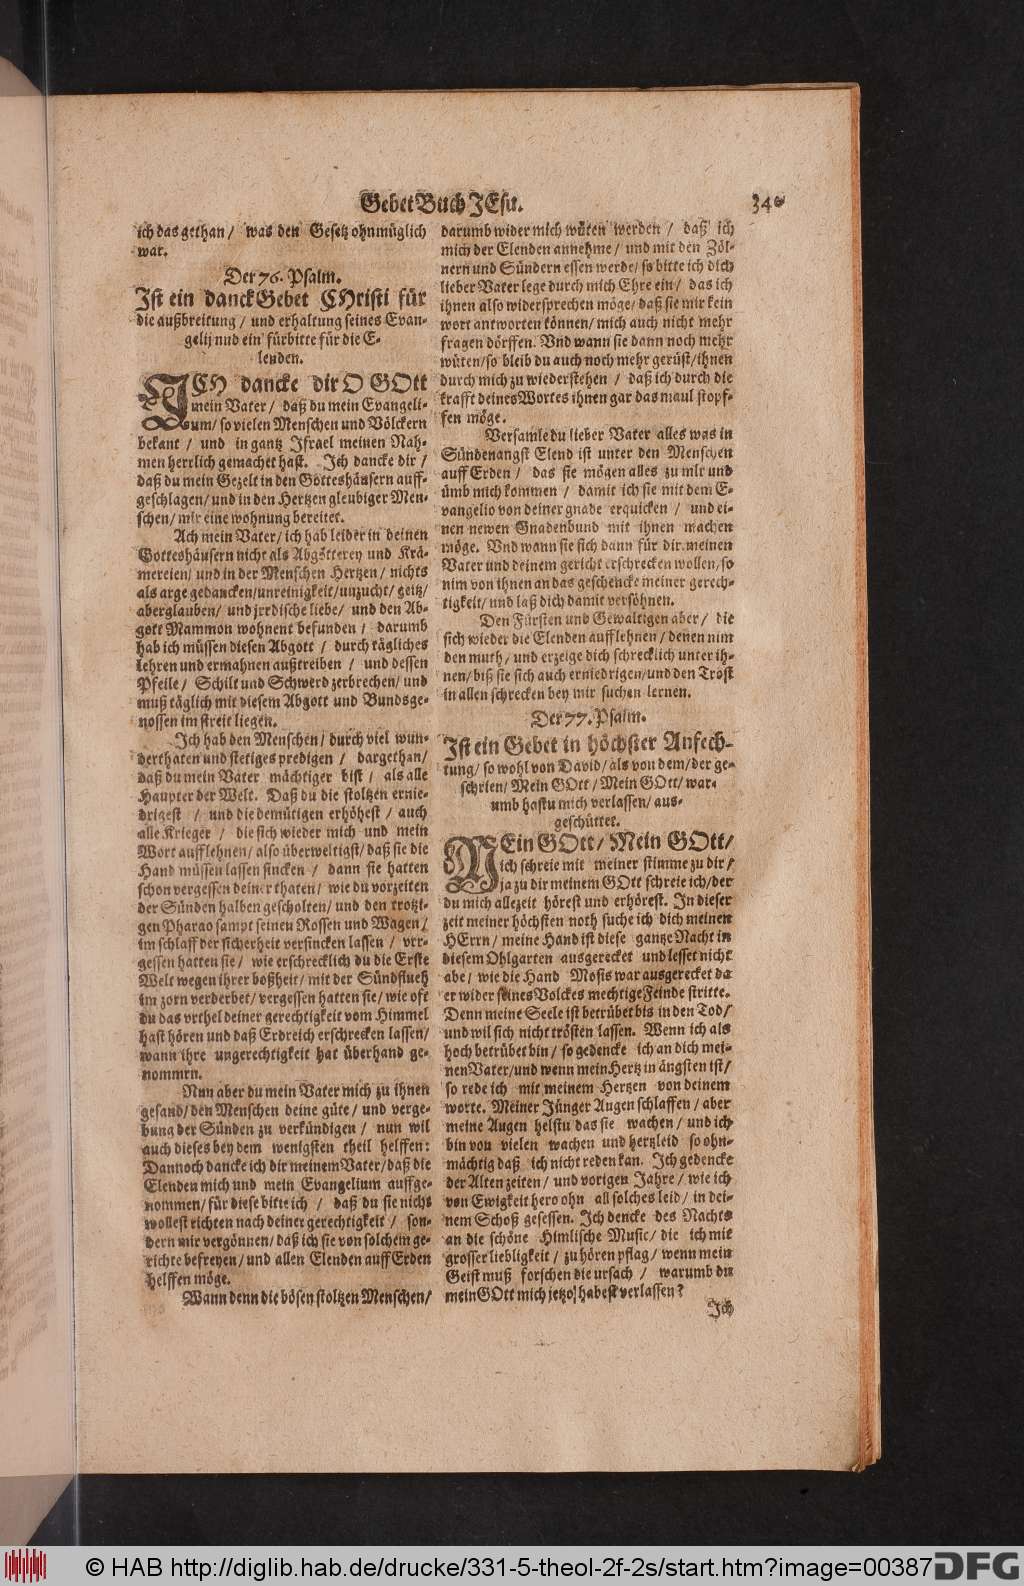 Gebet Buch JEsu.
ich das gethan / was den Gesetz ohnmüglich
war.
Der 76. Psalm.
Ist ein danck Gebet CHristi für
die außbreitung / und erhaltung seines Evan-
gelij nnd ein fürbitte für die E-
lenden.
ICH dancke dir O GOtt
mein Vater / daß du mein Evangeli-
um / so vielen Menschen und Völckern
bekant / und in gantz Israel meinen Nah-
men herrlich gemachet hast. Ich dancke dir /
daß du mein Gezelt in den Gotteshäusern auff-
geschlagen / und in den Hertzen gleubiger Men-
schen / mir eine wohnung bereitet.
Ach mein Vater / ich hab leider in deinen
Gotteshäusern nicht als Abgötterey und Krä-
mereien / und in der Menschen Hertzen / nichts
als arge gedancken / unreinigkeit / unzucht / geitz /
aberglauben / und jrrdische liebe / und den Ab-
gott Mammon wohnent befunden / darumb
hab ich müssen diesen Abgott / durch tägliches
lehren und ermahnen außtreiben / und dessen
Pfeile / Schilt und Schwerd zerbrechen / und
muß täglich mit diesem Abgott und Bundsge-
nossen im streit liegen.
Ich hab den Menschen / durch viel wun-
derthaten und stetiges predigen / dargethan /
daß du mein Vater mächtiger bist / als alle
Haupter der Welt. Daß du die stoltzen ernie-
drigest / und die demütigen erhöhest / auch
alle Krieger / die sich wieder mich und mein
Wort aufflehnen / also überweltigst / daß sie die
Hand müssen lassen sincken / dann sie hatten
schon vergessen deiner thaten / wie du vorzeiten
der Sünden halben gescholten / und den trotzi-
gen Pharao sampt seinen Rossen und Wagen /
im schlaff der sicherheit versincken lassen / ver-
gessen hatten sie / wie erschrecklich du die Erste
Welt wegen ihrer boßheit / mit der Sündflueh
im zorn verderbet / vergessen hatten sie / wie oft
du das urthel deiner gerechtigkeit vom Himmel
hast hören und daß Erdreich erschrecken lassen /
wann ihre ungerechtigkeit hat überhand ge-
nommen.
Nun aber du mein Vater mich zu ihnen
gesand / den Menschen deine güte / und verge-
bung der Sünden zu verkündigen / nun wil
auch dieses bey dem wenigsten theil helffen:
Dannoch dancke ich dir meinem Vater / daß die
Elenden mich und mein Evangelium auffge-
nommen / für diese bitte ich / daß du sie nichs
wollest richten nach deiner gerechtigkeit / son-
dern mir vergönnen / daß ich sie von solchem ge-
richte befreyen / und allen Elenden auff Erden
helffen möge.
Wann denn die bösen stoltzen Menschen /
darumb wider mich wüten werden / daß ich
mich der Elenden annehme / und mit den Zöl-
nern und Sündern essen werde / so bitte ich dich
lieber Vater lege durch mich Ehre ein / das ich
ihnen also widersprechen möge / daß sie mir kein
wort antworten können / mich auch nicht mehr
fragen dörffen. Vnd wann sie dann noch mehr
wüten / so bleib du auch noch mehr gerüst / ihnen
durch mich zu wiederstehen / daß ich durch die
krafft deines Wortes ihnen gar das maul stopf-
fen möge.
Versamle du lieber Vater alles was in
Sündenangst Elend ist unter den Menschen
auff Erden / das sie mögen alles zu mir und
ümb mich kommen / damit ich sie mit dem E-
vangelio von deiner gnade erquicken / und ei-
nen newen Gnadenbund mit ihnen machen
möge. Vnd wann sie sich dann für dir meinen
Vater und deinem gericht erschrecken wollen, so
nim von ihnen an das geschencke meiner gerech-
tigkeit / und laß dich damit versöhnen.
Den Fürsten und Gewaltigen aber / die
sich wieder die Elenden aufflehnen / denen nim
den muth / und erzeige dich schrecklich unter ih-
nen / biß sie sich auch erniedrigen / und den Trost
in allen schrecken bey mir suchen lernen.
Der 77. Psalm.
Ist ein Gebet in höchster Anfech-
tung / so wohl von David / als von dem / der ge-
schrien / Mein GOtt / Mein GOtt / war-
umb hastu mich verlassen / aus-
geschüttet.
MEin GOtt / Mein GOtt /
ich schreie mit meiner stimme zu dir /
ja zu dir meinem GOtt schreie ich / der
du mich allezeit hörest und erhörest. In dieser
zeit meiner höchsten noth suche ich dich meinen
HErrn / meine Hand ist diese gantze Nacht in
diesem Ohlgarten ausgerecket und lesset nicht
abe / wie die Hand Mosis war ausgerecket da
er wider seines Volckes mechtige Feinde stritte.
Denn meine Seele ist betrübet bis in den Tod /
und wil sich nicht trösten lassen. Wenn ich als
hoch betrübet bin / so gedencke ich an dich mei-
nen Vater / und wenn mein Hertz in ängsten ist /
so rede ich mit meinem Hertzen von deinem
worte. Meiner Jünger Augen schlaffen / aber
meine Augen helstu das sie wachen / und ich
bin von vielen wachen und hertzleid so ohn-
mächtig daß ich nicht reden kan. Ich gedencke
der Alten zeiten / und vorigen Jahre / wie ich
von Ewigkeit hero ohn all solches leid / in dei-
nem Schoß gesessen. Ich dencke des Nachts
an die schöne Himlische Music / die ich mit
grosser liebligkeit / zu hören pflag / wenn mein
Geist muß forschen die ursach / warumb du
mein GOtt mich jetzo habest verlassen?
Ich
© HAB http://diglib.hab.de/drucke/331-5-theol-2f-2s/start.htm?image=00387
DFG